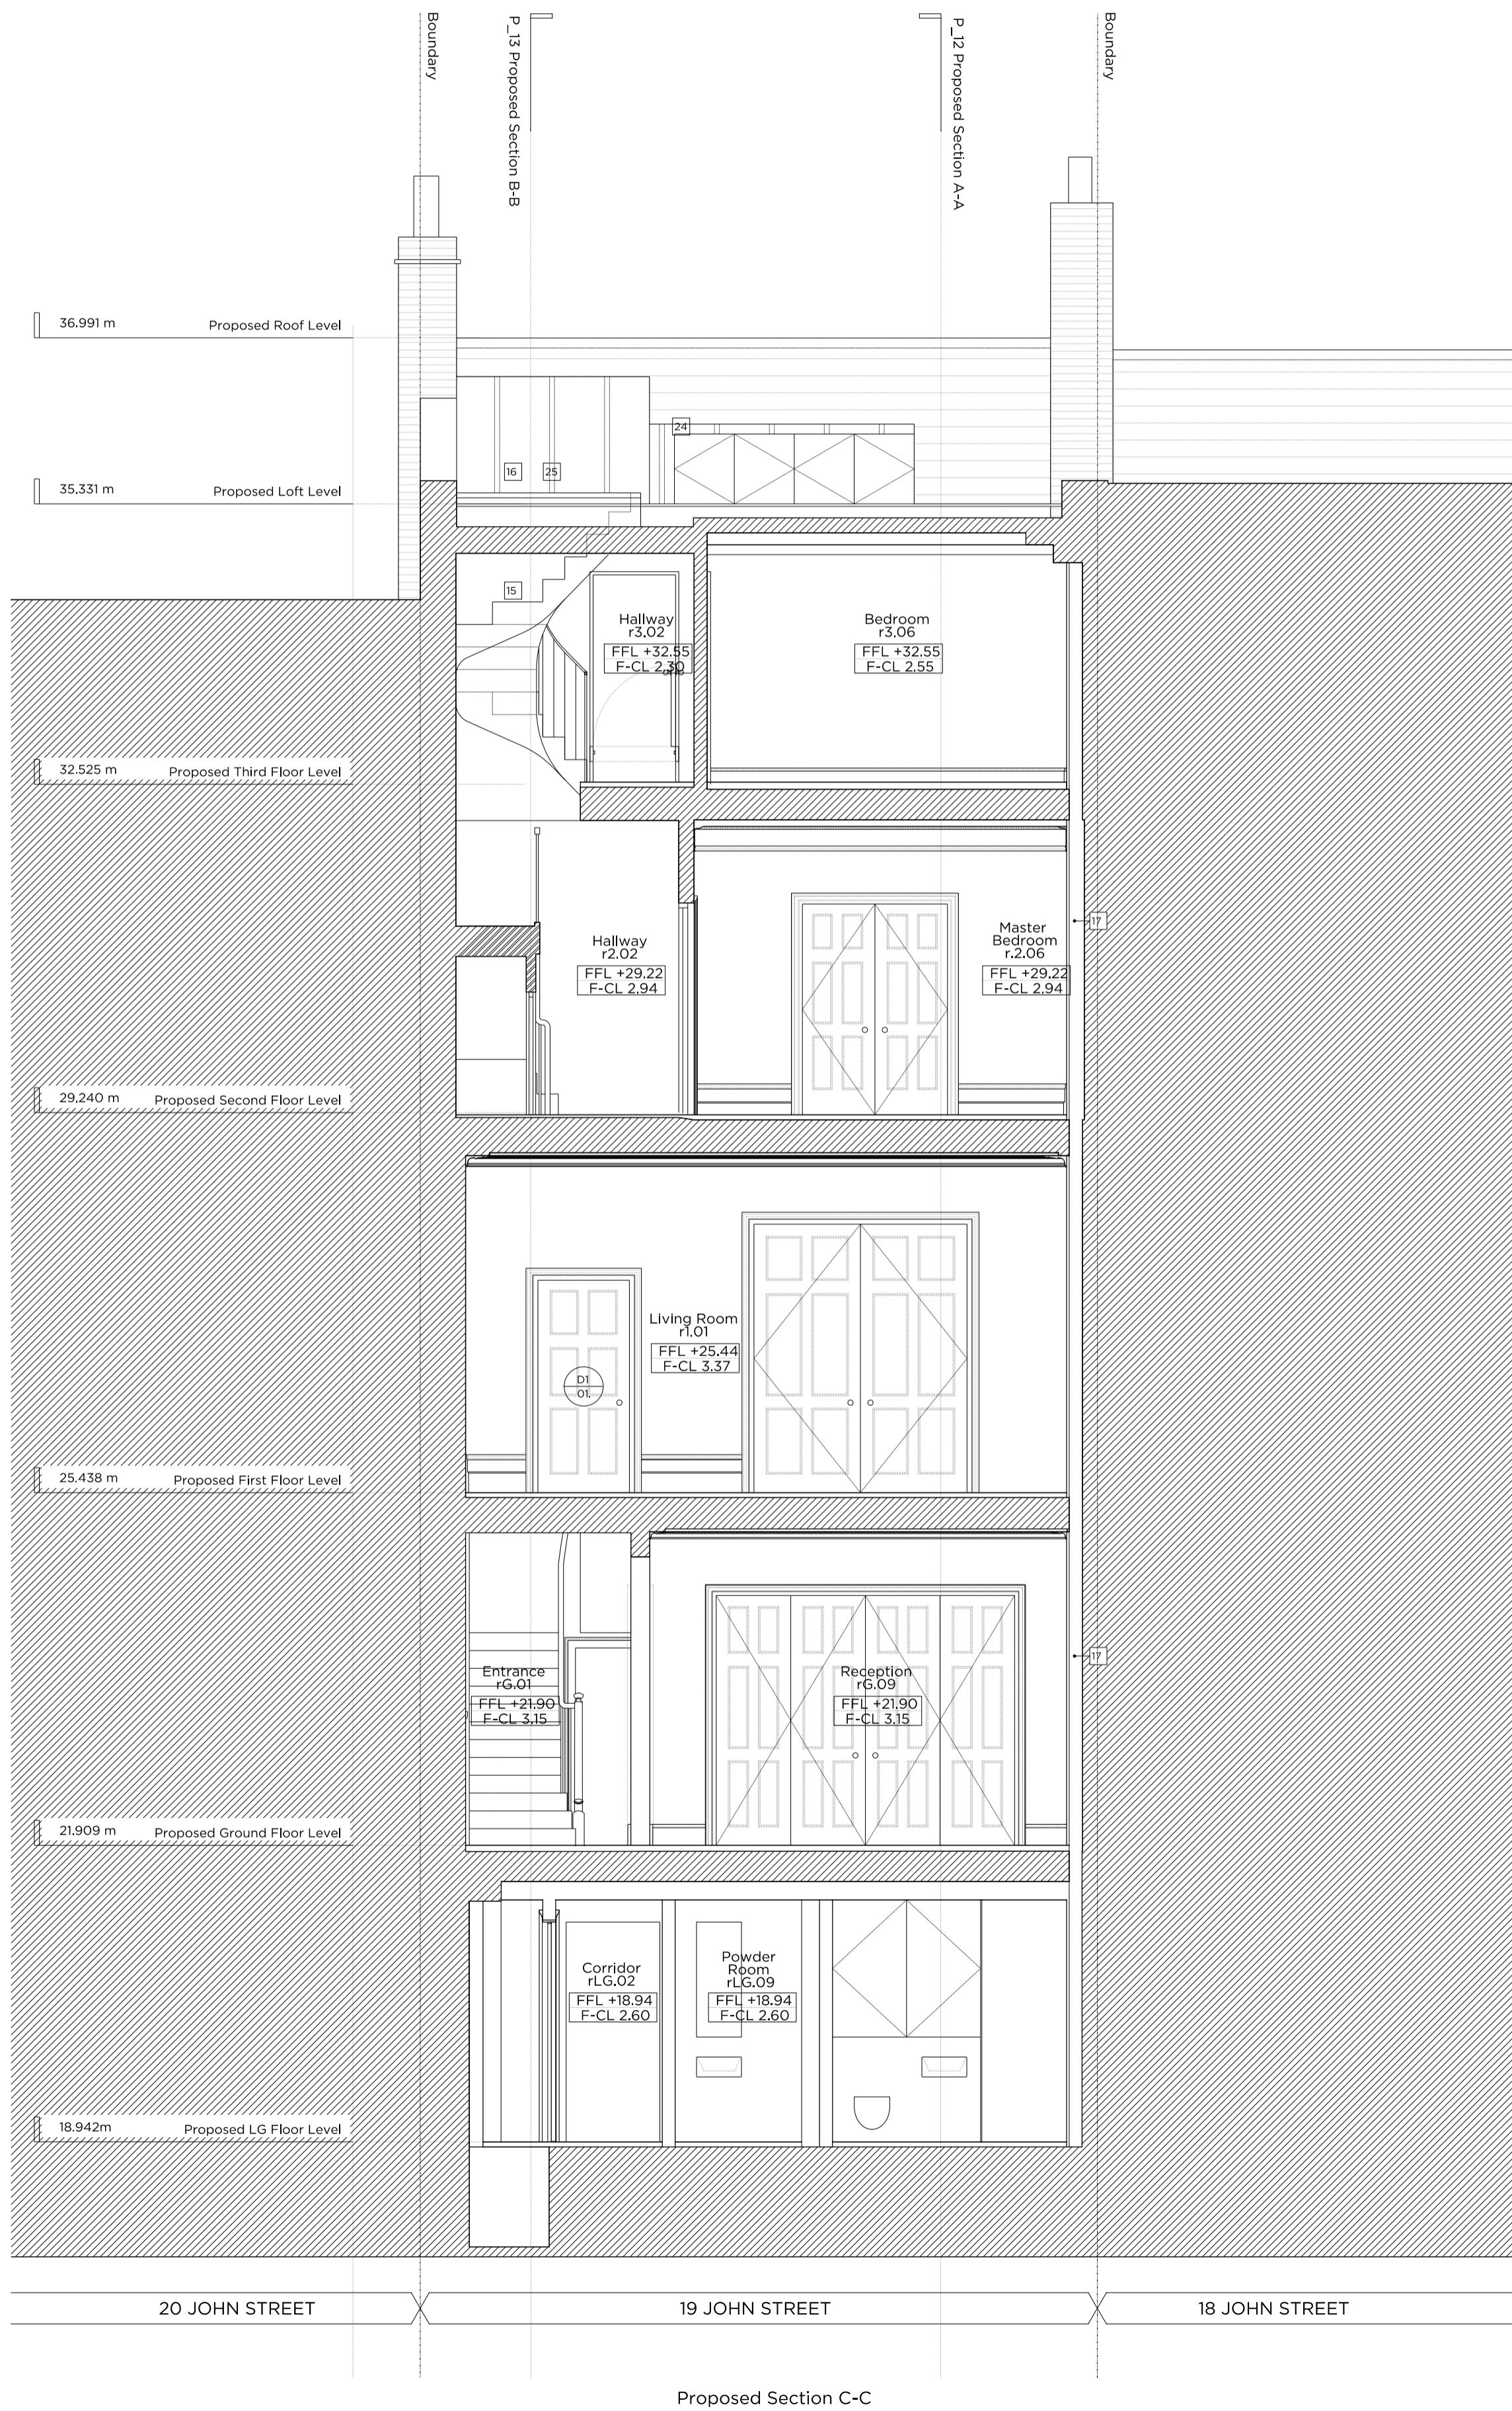 Boundary
P_13 Proposed Section B-B
P_12 Proposed Section A-A
Boundary
36.991 m Proposed Roof Level
24
16 25
35.331 m Proposed Loft Level
15
Hallway
r3.02
FFL +32.55
F-CL 2.30
Bedroom
r3.06
FFL +32.55
F-CL 2.55
32.525 m Proposed Third Floor Level
Hallway
r2.02
FFL +29.22
F-CL 2.94
Master
Bedroom
r.2.06
FFL +29.22
F-CL 2.94
17
29.240 m Proposed Second Floor Level
Living Room
r1.01
FFL +25.44
F-CL 3.37
D1
01.
25.438 m Proposed First Floor Level
Entrance
rG.01
FFL +21.90
F-CL 3.15
Reception
rG.09
FFL +21.90
F-CL 3.15
17
21.909 m Proposed Ground Floor Level
Corridor
rLG.02
FFL +18.94
F-CL 2.60
Powder
Room
rLG.09
FFL +18.94
F-CL 2.60
18.942m Proposed LG Floor Level
20 JOHN STREET
19 JOHN STREET
18 JOHN STREET
Proposed Section C-C